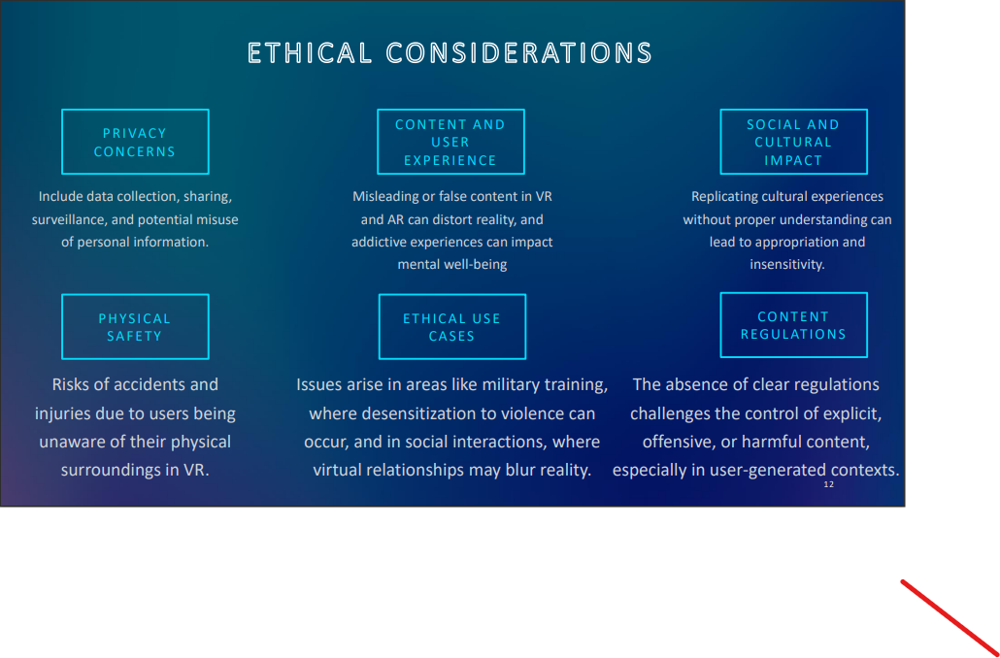 ETHICAL CONSIDERATIONS
PRIVACY
CONCERNS
Include data collection, sharing,
surveillance, and potential misuse
of personal information.
CONTENT AND
USER
EXPERIENCE
Misleading or false content in VR
and AR can distort reality, and
addictive experiences can impact
mental well-being
SOCIAL AND
CULTURAL
IMPACT
Replicating cultural experiences
without proper understanding can
lead to appropriation and
insensitivity.
PHYSICAL
SAFETY
Risks of accidents and
injuries due to users being
unaware of their physical
surroundings in VR.
ETHICAL USE
CASES
Issues arise in areas like military training,
where desensitization to violence can
occur, and in social interactions, where
virtual relationships may blur reality.
CONTENT
REGULATIONS
The absence of clear regulations
challenges the control of explicit,
offensive, or harmful content,
especially in user-generated contexts.
12